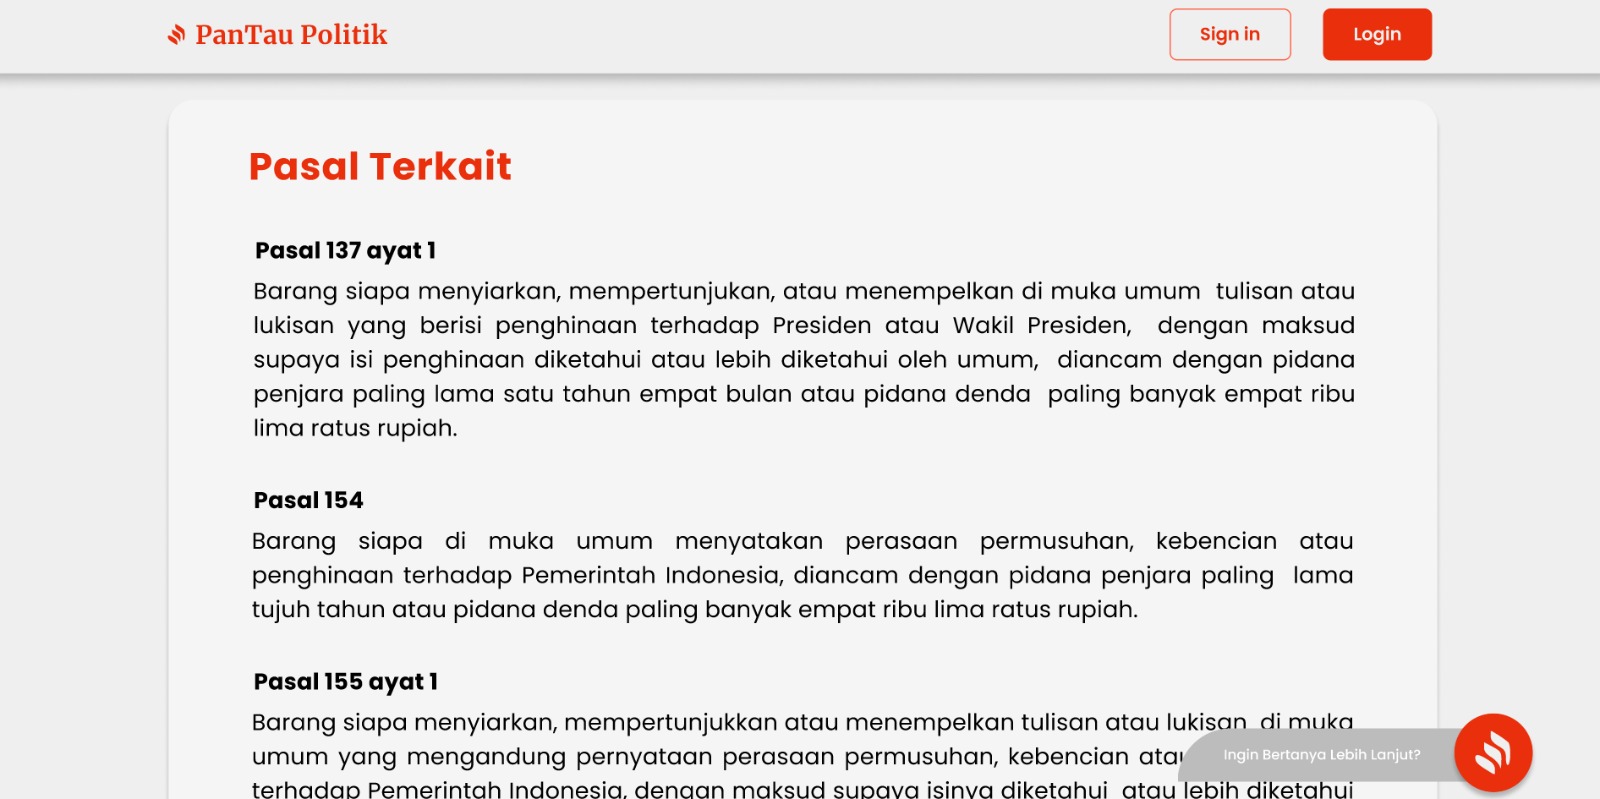 PanTau Politik
Sign in
Login
Pasal Terkait
Pasal 137 ayat 1
Barang siapa menyiarkan, mempertunjukan, atau menempelkan di muka umum tulisan atau
lukisan yang berisi penghinaan terhadap Presiden atau Wakil Presiden, dengan maksud
supaya isi penghinaan diketahui atau lebih diketahui oleh umum, diancam dengan pidana
penjara paling lama satu tahun empat bulan atau pidana denda paling banyak empat ribu
lima ratus rupiah.
Pasal 154
Barang siapa di muka umum menyatakan perasaan permusuhan, kebencian atau
penghinaan terhadap Pemerintah Indonesia, diancam dengan pidana penjara paling lama
tujuh tahun atau pidana denda paling banyak empat ribu lima ratus rupiah.
Pasal 155 ayat 1
Barang siapa menyiarkan, mempertunjukkan atau menempelkan tulisan atau lukisan di muka
umum yang mengandung pernyataan perasaan permusuhan, kebencian atau
terhadap Pemerintah Indonesia, dengan maksud supaya isinya diketahui atau lebih diketahui
Ingin Bertanya Lebih Lanjut?